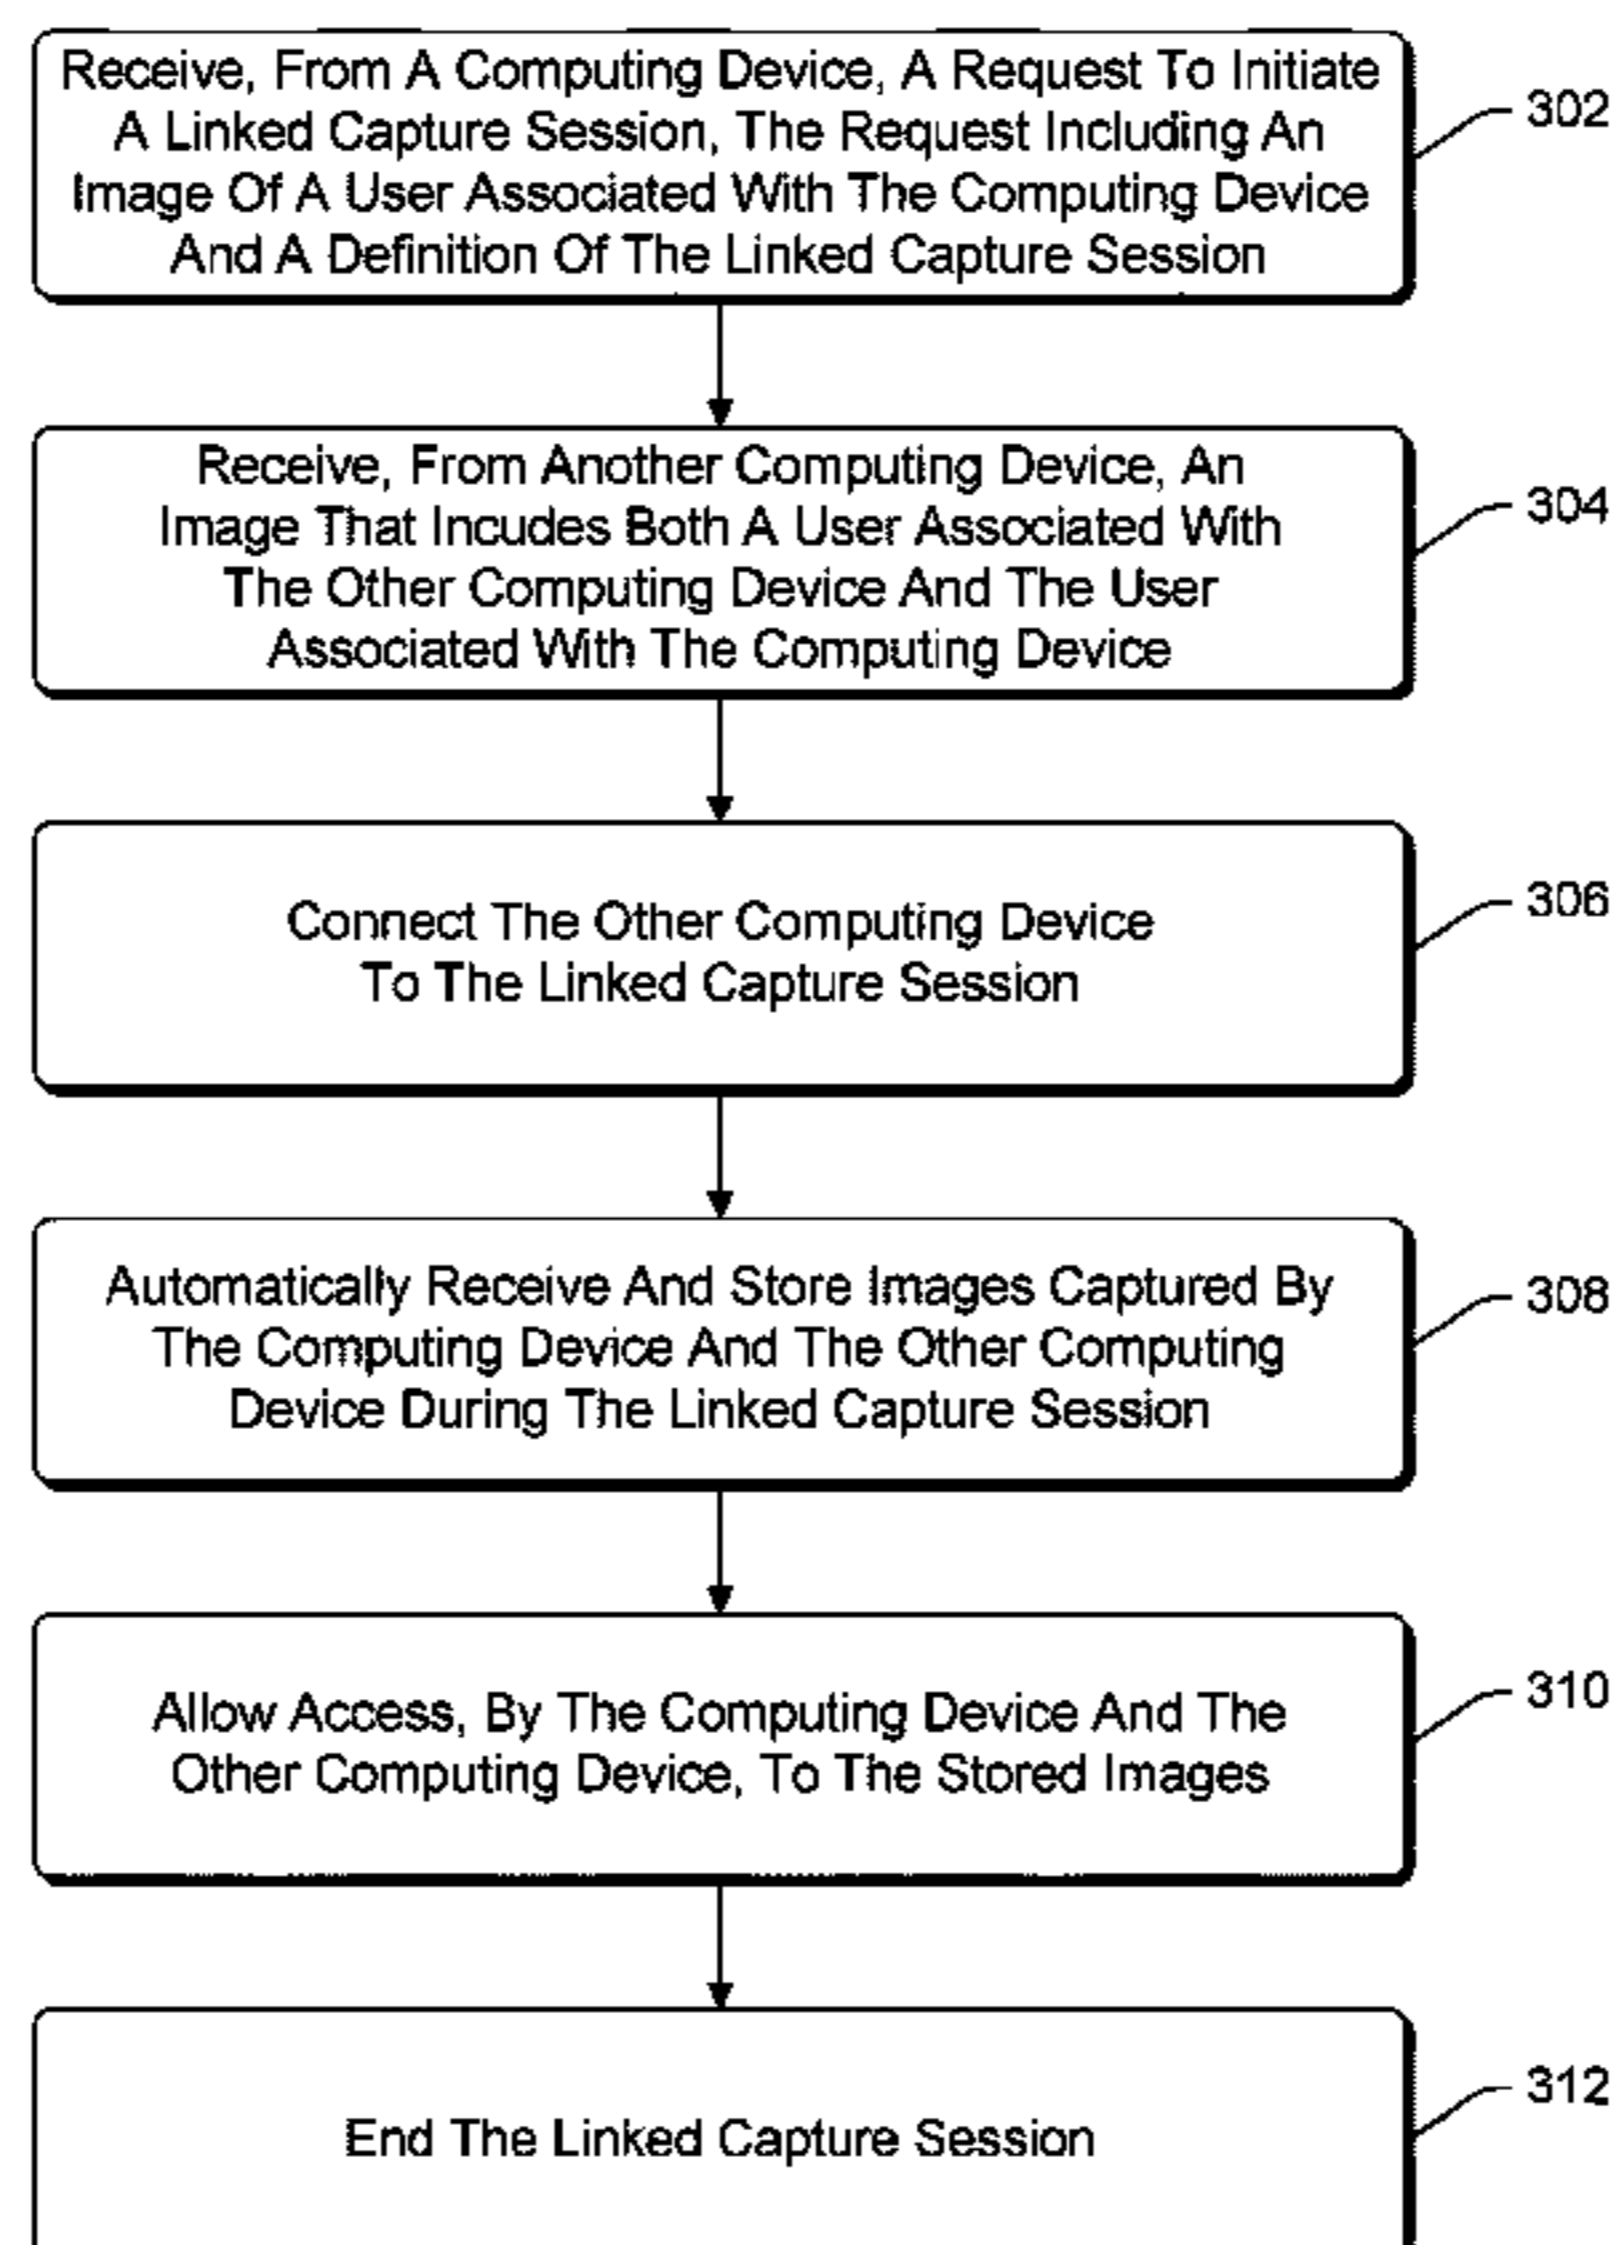 Receive, From A Computing Device, A Request To Initiate
A Linked Capture Session, The Request Including An
Image Of A User Associated With The Computing Device
And A Definition Of The Linked Capture Session
302
Receive, From Another Computing Device, An
Image That Incudes Both A User Associated With
The Other Computing Device And The User
Associated With The Computing Device
304
Connect The Other Computing Device
To The Linked Capture Session
306
Automatically Receive And Store Images Captured By
The Computing Device And The Other Computing
Device During The Linked Capture Session
308
Allow Access, By The Computing Device And The
Other Computing Device, To The Stored Images
310
End The Linked Capture Session
312